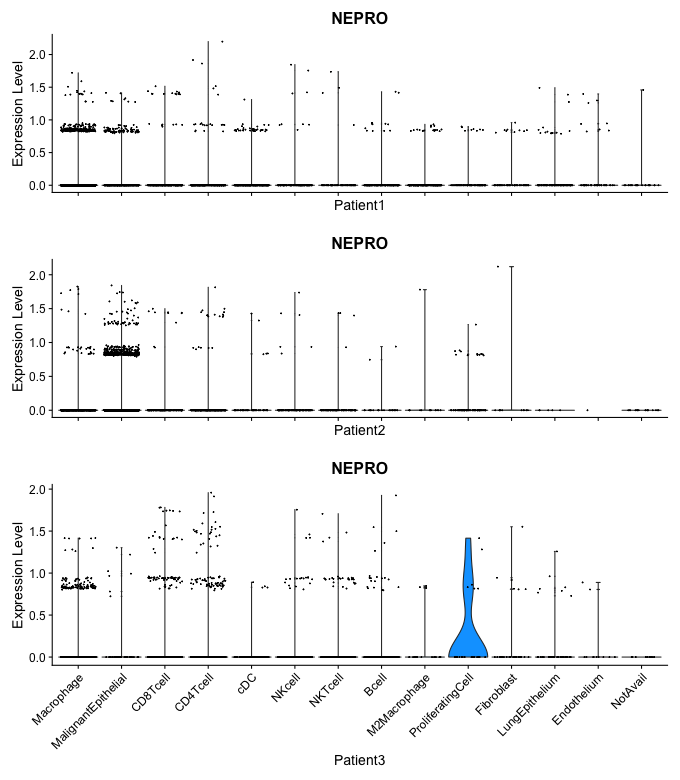 NEPRO
Expression Level
2.0
1.5
1.0
0.5
0.0
Patient1
NEPRO
Expression Level
2.0
1.5
1.0
0.5
0.0
Patient2
NEPRO
Expression Level
2.0
1.5
1.0
0.5
0.0
Macrophage
MalignantEpithelial
CD8Tcell
CD4Tcell
cDC
NKcell
NKTcell
Bcell
M2Macrophage
ProliferatingCell
Fibroblast
LungEpithelium
Endothelium
NotAvail
Patient3